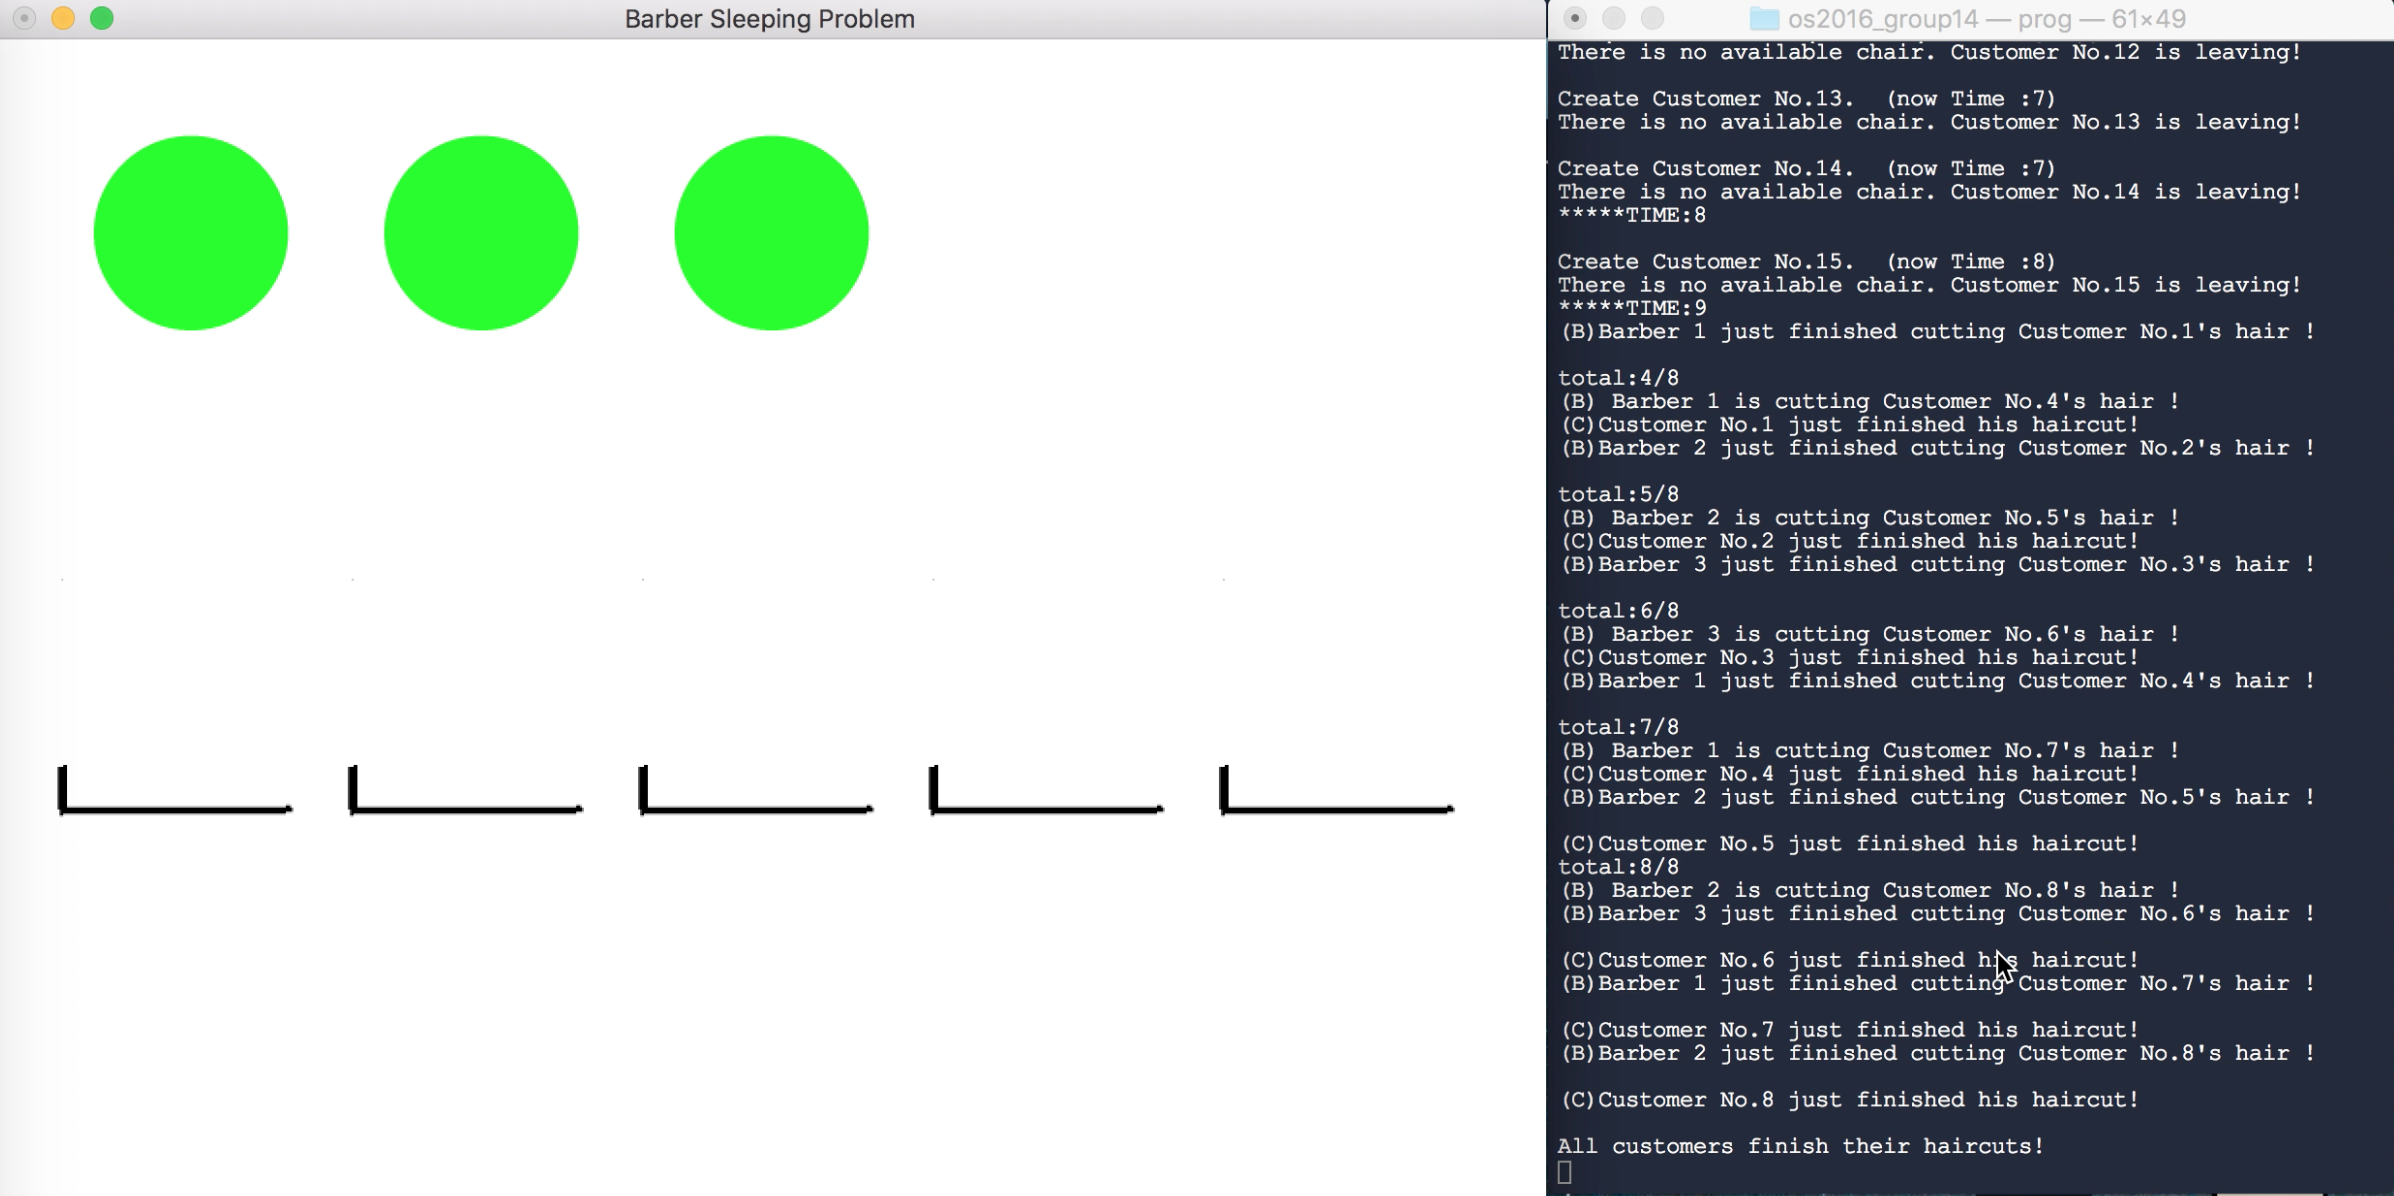 Barber Sleeping Problem
os2016_group14 — prog — 61×49
There is no available chair. Customer No.12 is leaving!
Create Customer No.13.  (now Time :7)
There is no available chair. Customer No.13 is leaving!
Create Customer No.14.  (now Time :7)
There is no available chair. Customer No.14 is leaving!
*****TIME:8
Create Customer No.15.  (now Time :8)
There is no available chair. Customer No.15 is leaving!
*****TIME:9
(B)Barber 1 just finished cutting Customer No.1's hair !
total:4/8
(B) Barber 1 is cutting Customer No.4's hair !
(C)Customer No.1 just finished his haircut!
(B)Barber 2 just finished cutting Customer No.2's hair !
total:5/8
(B) Barber 2 is cutting Customer No.5's hair !
(C)Customer No.2 just finished his haircut!
(B)Barber 3 just finished cutting Customer No.3's hair !
total:6/8
(B) Barber 3 is cutting Customer No.6's hair !
(C)Customer No.3 just finished his haircut!
(B)Barber 1 just finished cutting Customer No.4's hair !
total:7/8
(B) Barber 1 is cutting Customer No.7's hair !
(C)Customer No.4 just finished his haircut!
(B)Barber 2 just finished cutting Customer No.5's hair !
(C)Customer No.5 just finished his haircut!
total:8/8
(B) Barber 2 is cutting Customer No.8's hair !
(B)Barber 3 just finished cutting Customer No.6's hair !
(C)Customer No.6 just finished his haircut!
(B)Barber 1 just finished cutting Customer No.7's hair !
(C)Customer No.7 just finished his haircut!
(B)Barber 2 just finished cutting Customer No.8's hair !
(C)Customer No.8 just finished his haircut!
All customers finish their haircuts!